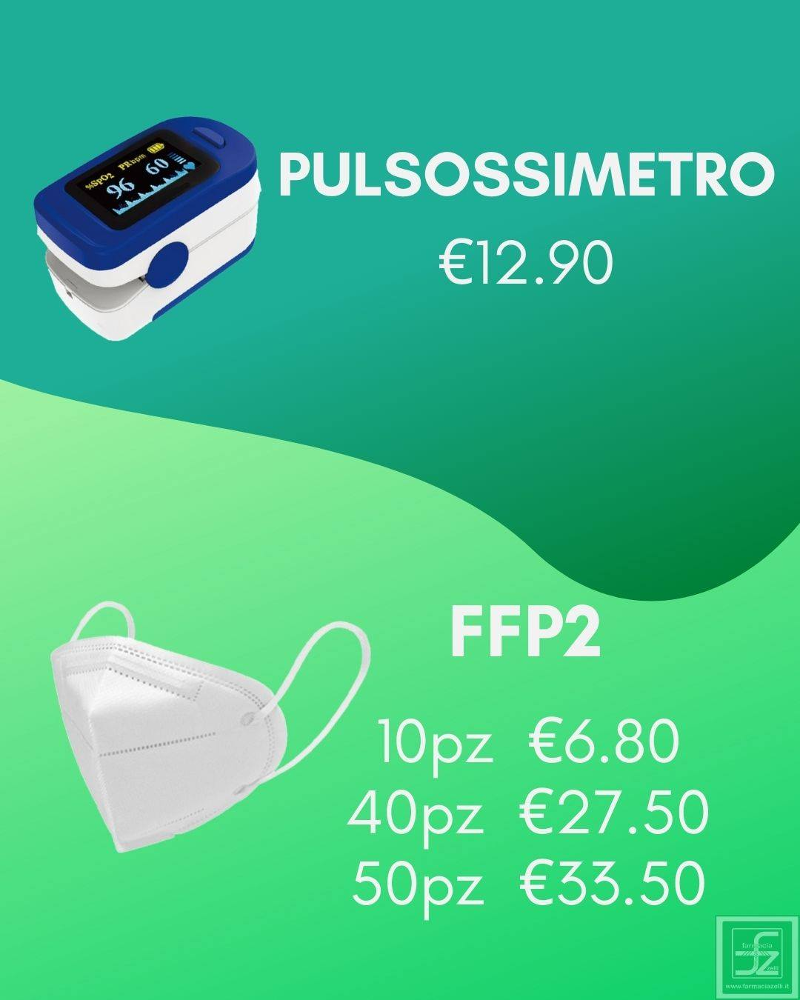 %SpO2 PRbpm
96 60
PULSOSSIMETRO
€12.90
FFP2
10pz €6.80
40pz €27.50
50pz €33.50
farmacia
fz
zelli
www.farmaciazelli.it